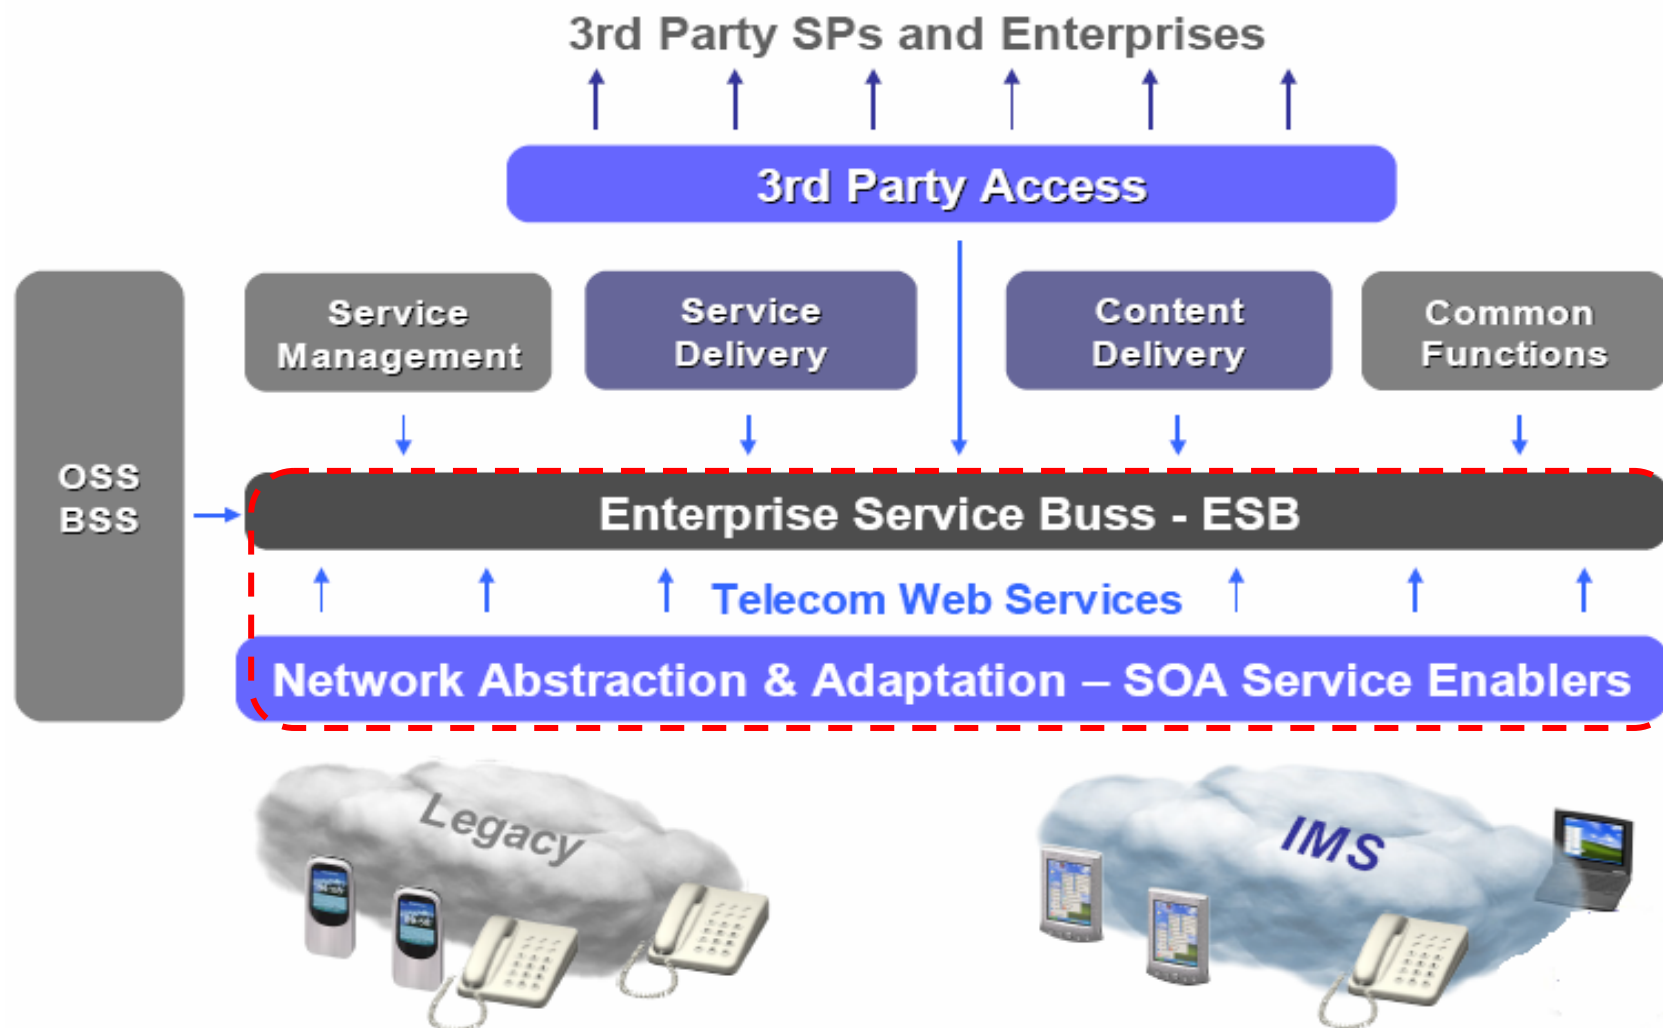 3rd Party SPs and Enterprises
3rd Party Access
Service
Management
Service
Delivery
Content
Delivery
Common
Functions
OSS
BSS
Enterprise Service Buss - ESB
Telecom Web Services
Network Abstraction & Adaptation – SOA Service Enablers
Legacy
IMS